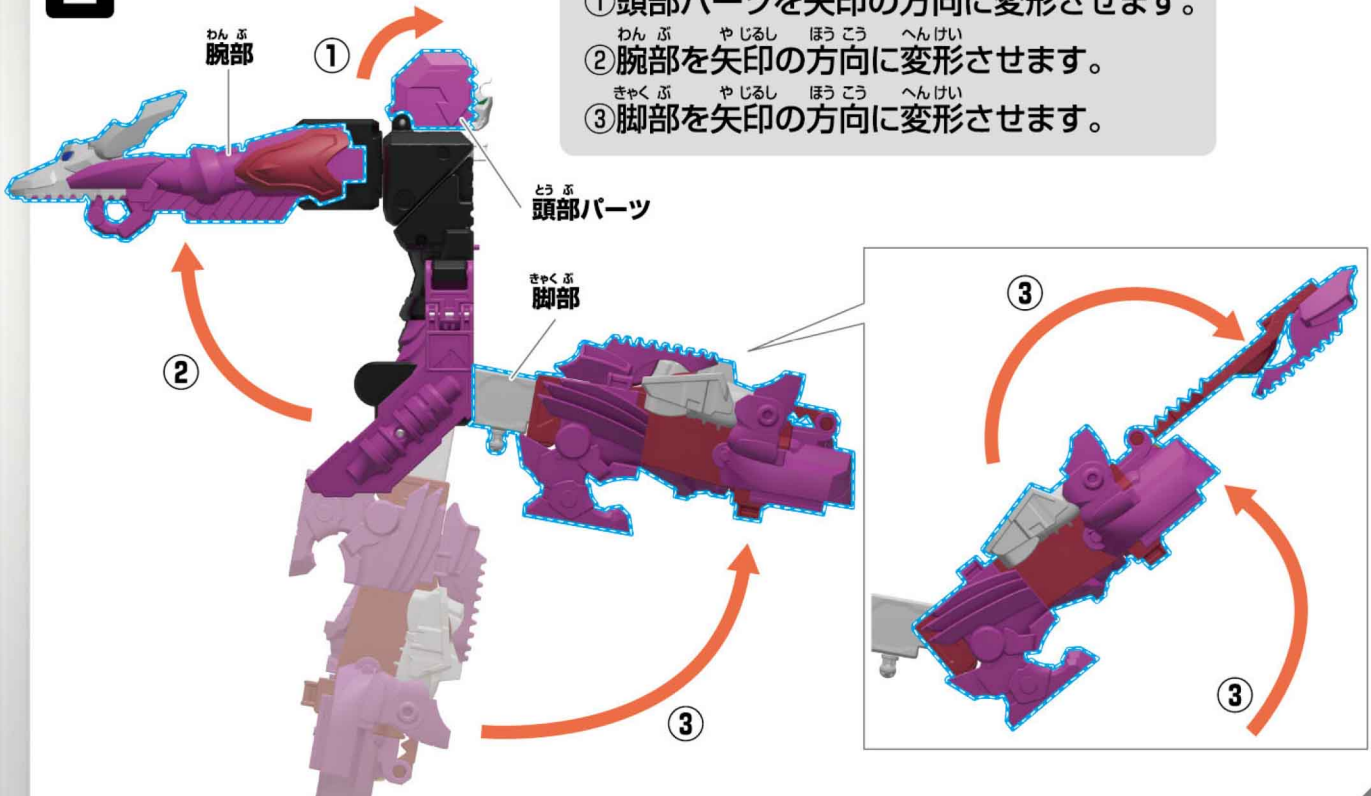 ①頭部パーツを矢印の方向に変形させます。
わん ぶ や じるし ほう こう へんけい
②腕部を矢印の方向に変形させます。
きゃく ぶ や じるし ほう こう へんけい
③脚部を矢印の方向に変形させます。
わん ぶ
腕部
①
とう ぶ
頭部パーツ
きゃく ぶ
脚部
②
③
③
③